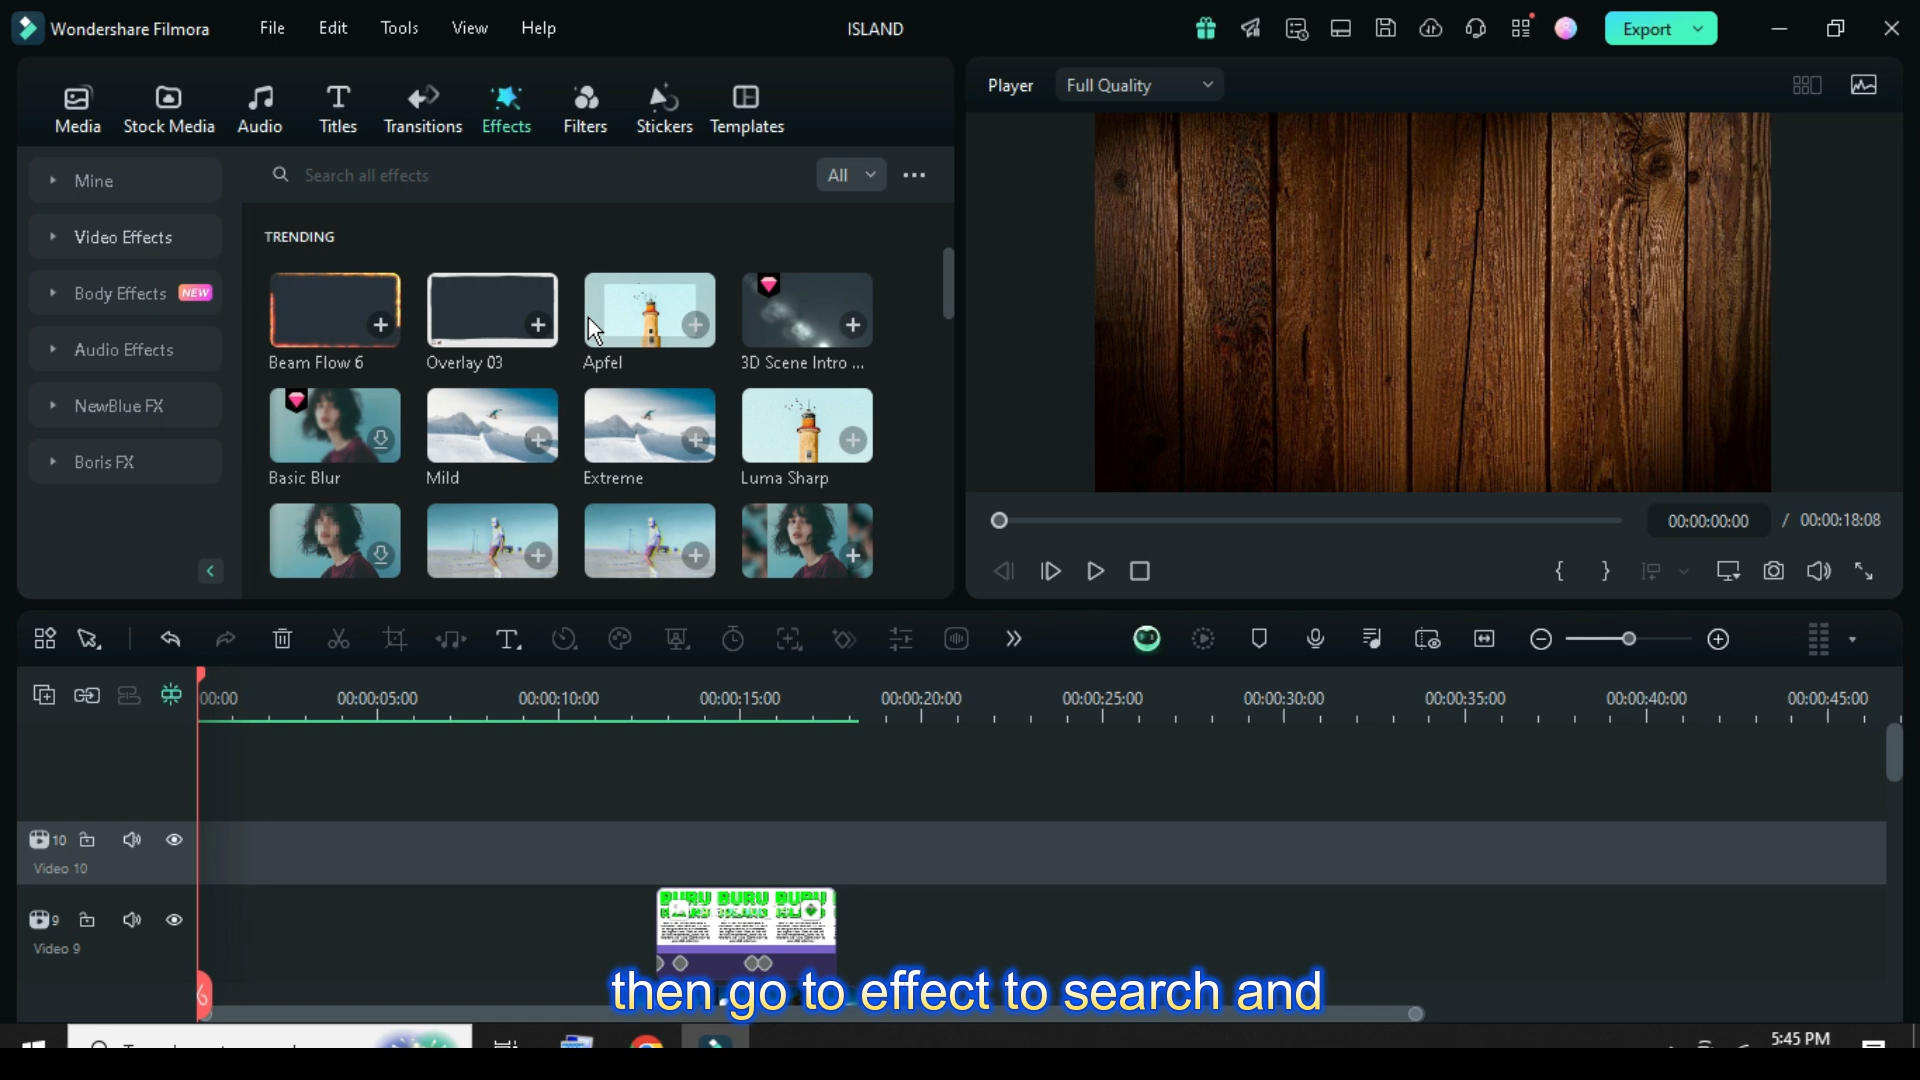 Wondershare Filmora
File
Edit
Tools
View
Help
ISLAND
Export
Media
Stock Media
Audio
Titles
Transitions
Effects
Filters
Stickers
Templates
Player
Full Quality
Mine
Video Effects
Body Effects NEW
Audio Effects
NewBlue FX
Boris FX
Search all effects
All
TRENDING
Beam Flow 6
Overlay 03
Apfel
3D Scene Intro ...
Basic Blur
Mild
Extreme
Luma Sharp
00:00:00:00 / 00:00:18:08
00:00
00:00:05:00
00:00:10:00
00:00:15:00
00:00:20:00
00:00:25:00
00:00:30:00
00:00:35:00
00:00:40:00
00:00:45:00
10
Video 10
9
Video 9
BURU BURU BURU
then go to effect to search and
5:45 PM